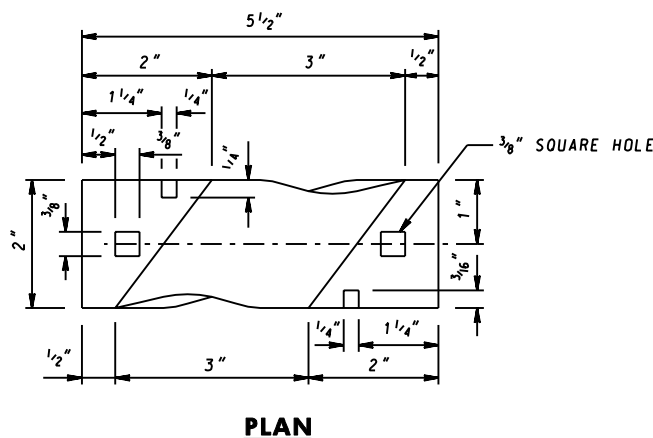 5 1/2"
2" 3" 1/2"
1 1/4" 1/4"
1/2" 3/8" 1/4"
3/8" SQUARE HOLE
3/8" 2" 1" 3/16"
1/4" 1 1/4"
1/2" 3" 2"
PLAN